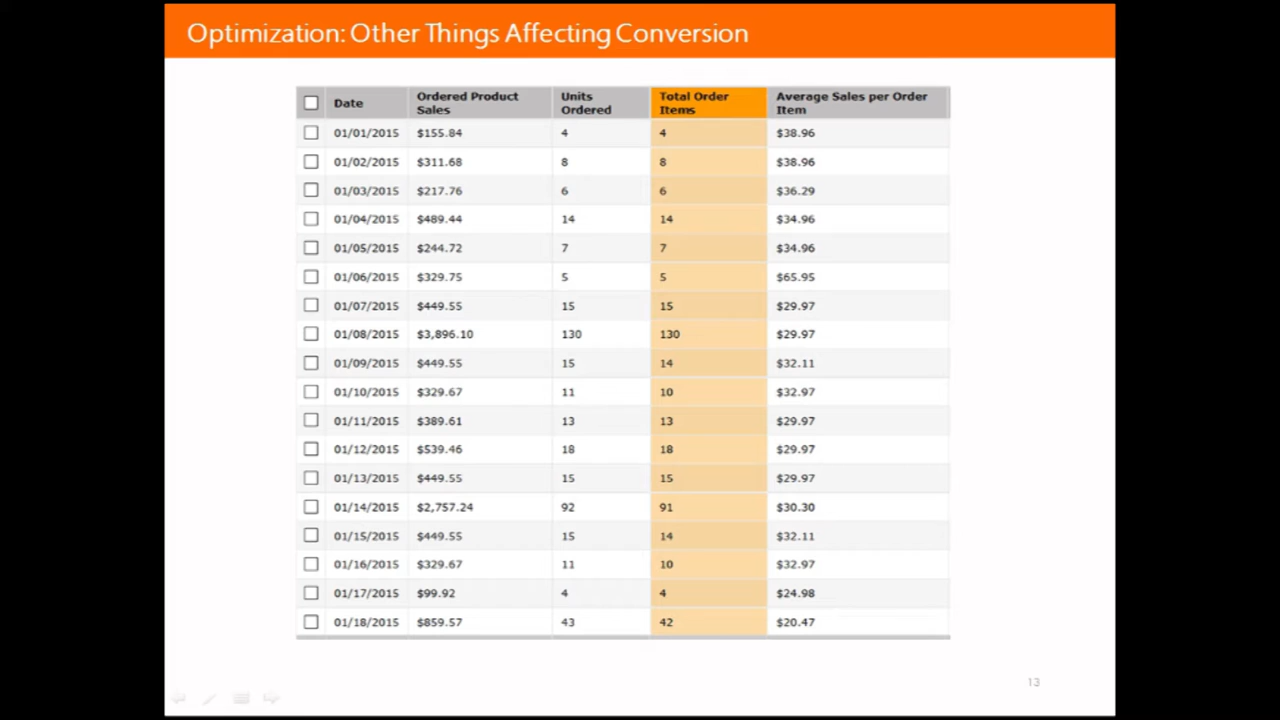 Optimization: Other Things Affecting Conversion
Date Ordered Product Sales Units Ordered Total Order Items Average Sales per Order Item
01/01/2015 $155.84 4 4 $38.96
01/02/2015 $311.68 8 8 $38.96
01/03/2015 $217.76 6 6 $36.29
01/04/2015 $489.44 14 14 $34.96
01/05/2015 $244.72 7 7 $34.96
01/06/2015 $329.75 5 5 $65.95
01/07/2015 $449.55 15 15 $29.97
01/08/2015 $3,896.10 130 130 $29.97
01/09/2015 $449.55 15 14 $32.11
01/10/2015 $329.67 11 10 $32.97
01/11/2015 $389.61 13 13 $29.97
01/12/2015 $539.46 18 18 $29.97
01/13/2015 $449.55 15 15 $29.97
01/14/2015 $2,757.24 92 91 $30.30
01/15/2015 $449.55 15 14 $32.11
01/16/2015 $329.67 11 10 $32.97
01/17/2015 $99.92 4 4 $24.98
01/18/2015 $859.57 43 42 $20.47
13